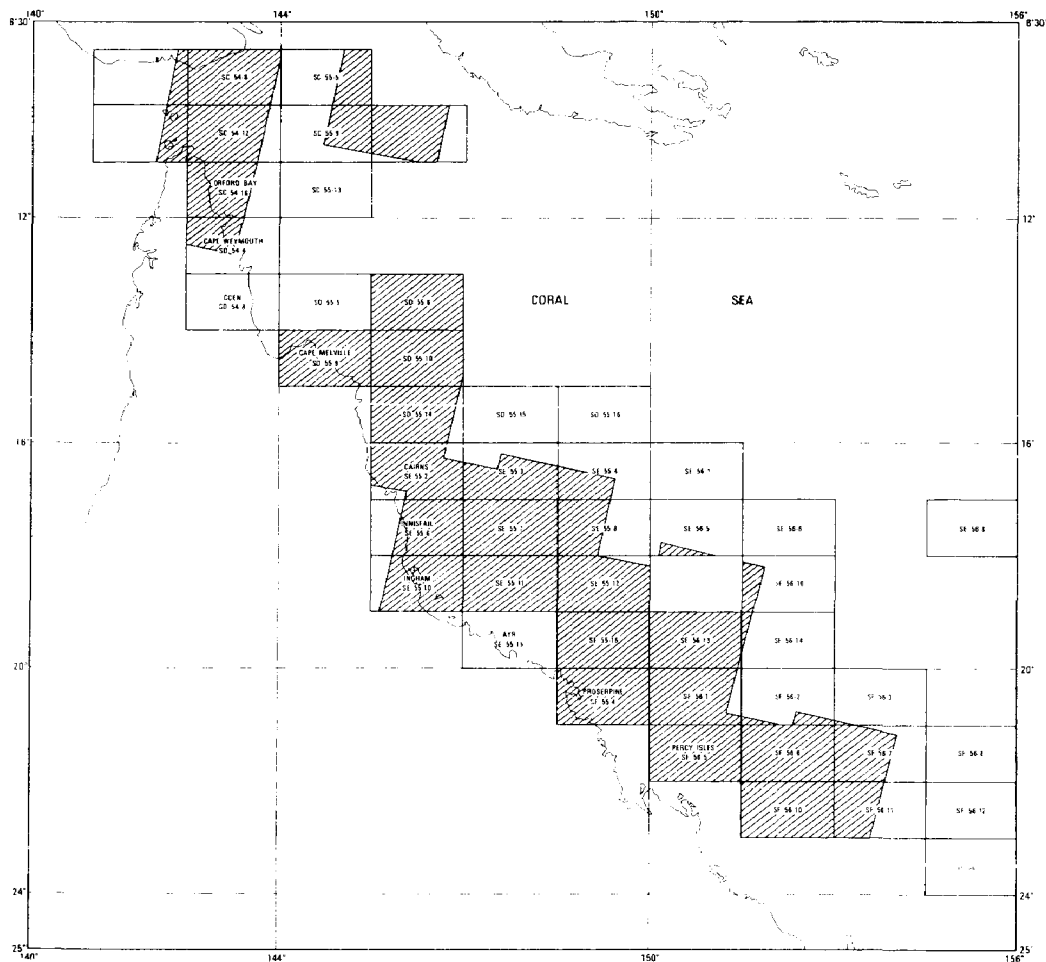 140° 144° 150° 156°
8°30' 8°30'
SC 54-8 SC 55-5
SC 54-12 SC 55-9
ORFORD BAY
SC 54-16 SC 55-13
12° 12°
CAPE WEYMOUTH
SD 54-4
COEN
SD 54-8 SD 55-5 SD 55-6
CORAL SEA
CAPE MELVILLE
SD 55-9 SD 55-10
SD 55-14 SD 55-15 SD 55-16
16° 16°
CAIRNS
SE 55-2 SE 55-3 SE 55-4 SE 56-1
INNISFAIL
SE 55-6 SE 55-7 SE 55-8 SE 56-5 SE 56-6 SE 56-8
INGHAM
SE 55-10 SE 55-11 SE 55-12 SE 56-10
AYR
SE 55-15 SE 55-16 SE 56-13 SE 56-14
20° 20°
PROSERPINE
SF 55-4 SF 56-1 SF 56-2 SF 56-3
PERCY ISLES
SF 56-5 SF 56-6 SF 56-7 SF 56-8
SF 56-10 SF 56-11 SF 56-12
24° 24°
25° 25°
140° 144° 150° 156°